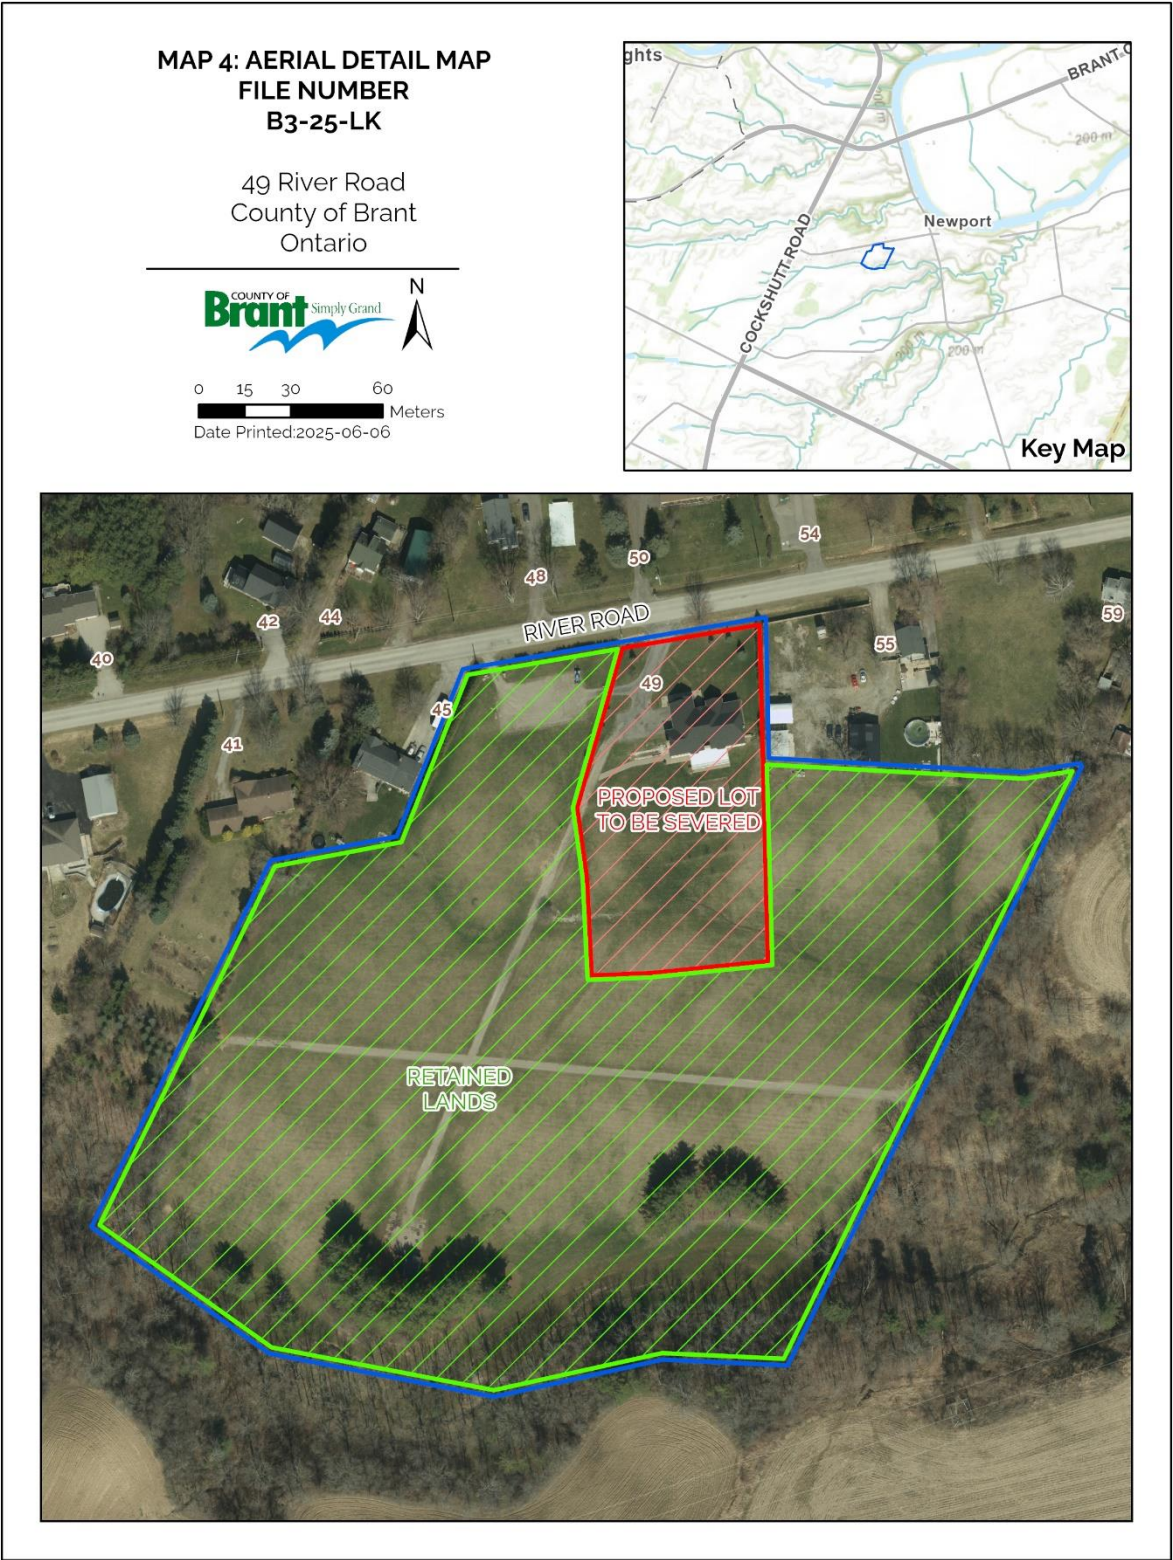 MAP 4: AERIAL DETAIL MAP
FILE NUMBER
B3-25-LK
49 River Road
County of Brant
Ontario
COUNTY OF
Brant Simply Grand
N
0 15 30 60
Meters
Date Printed:2025-06-06
ghts
BRANT
200 m
200 m
Newport
COCKSHUTT ROAD
200 m
200 m
Key Map
54
50
48
RIVER ROAD
59
44
42
55
40
49
45
41
PROPOSED LOT
TO BE SEVERED
RETAINED
LANDS